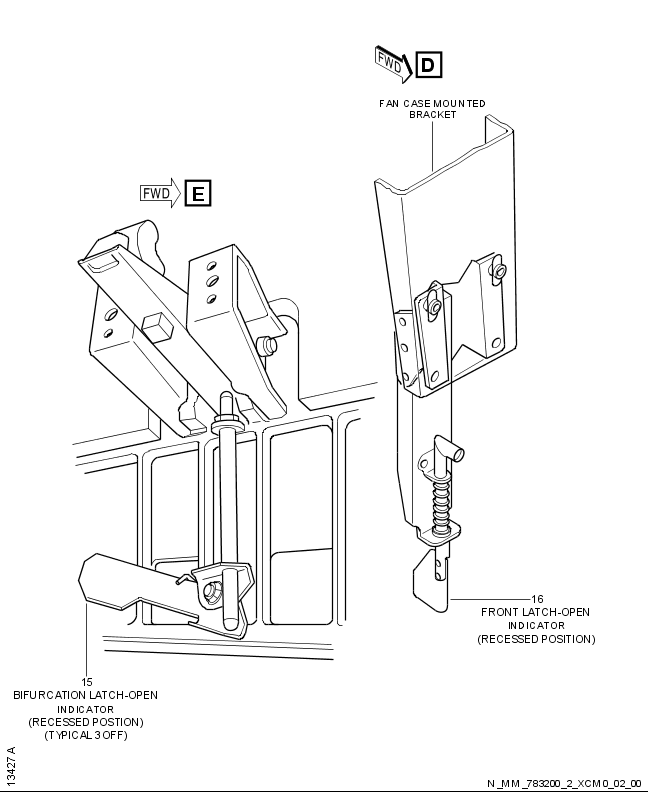 FWD D
FAN CASE MOUNTED
BRACKET
FWD E
16
FRONT LATCH-OPEN
INDICATOR
(RECESSED POSITION)
15
BIFURCATION LATCH-OPEN
INDICATOR
(RECESSED POSTION)
(TYPICAL 3 OFF)
13427 A
N_MM_783200_2_XCM0_02_00